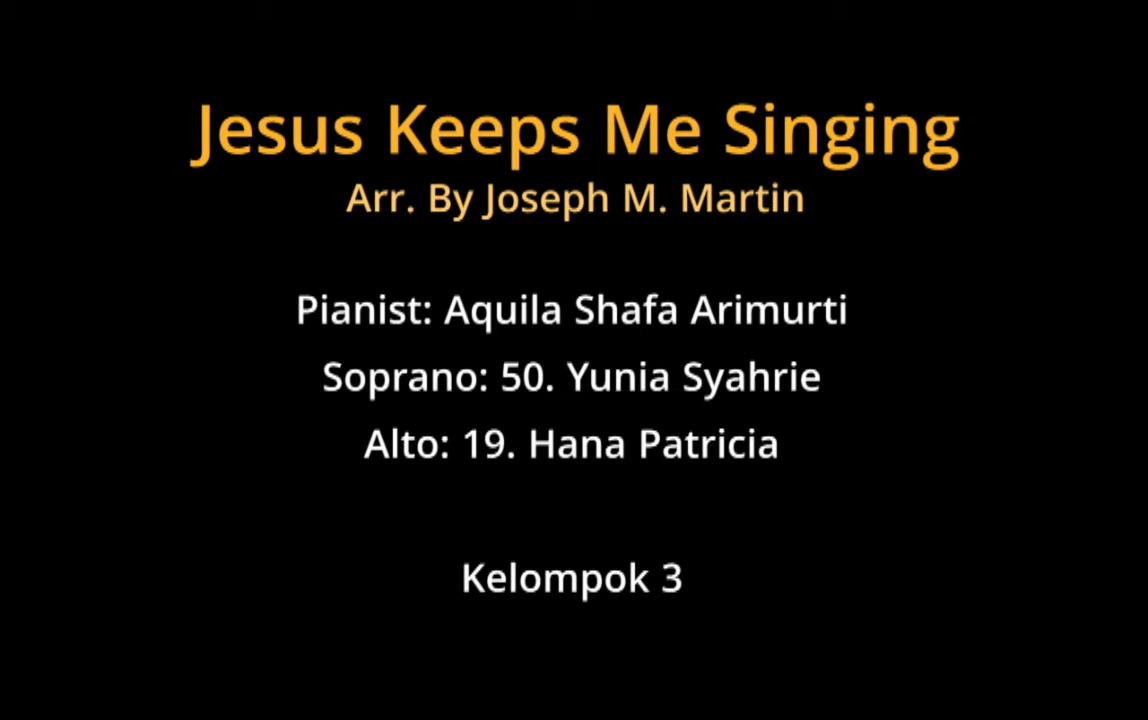 Jesus Keeps Me Singing
Arr. By Joseph M. Martin
Pianist: Aquila Shafa Arimurti
Soprano: 50. Yunia Syahrie
Alto: 19. Hana Patricia
Kelompok 3